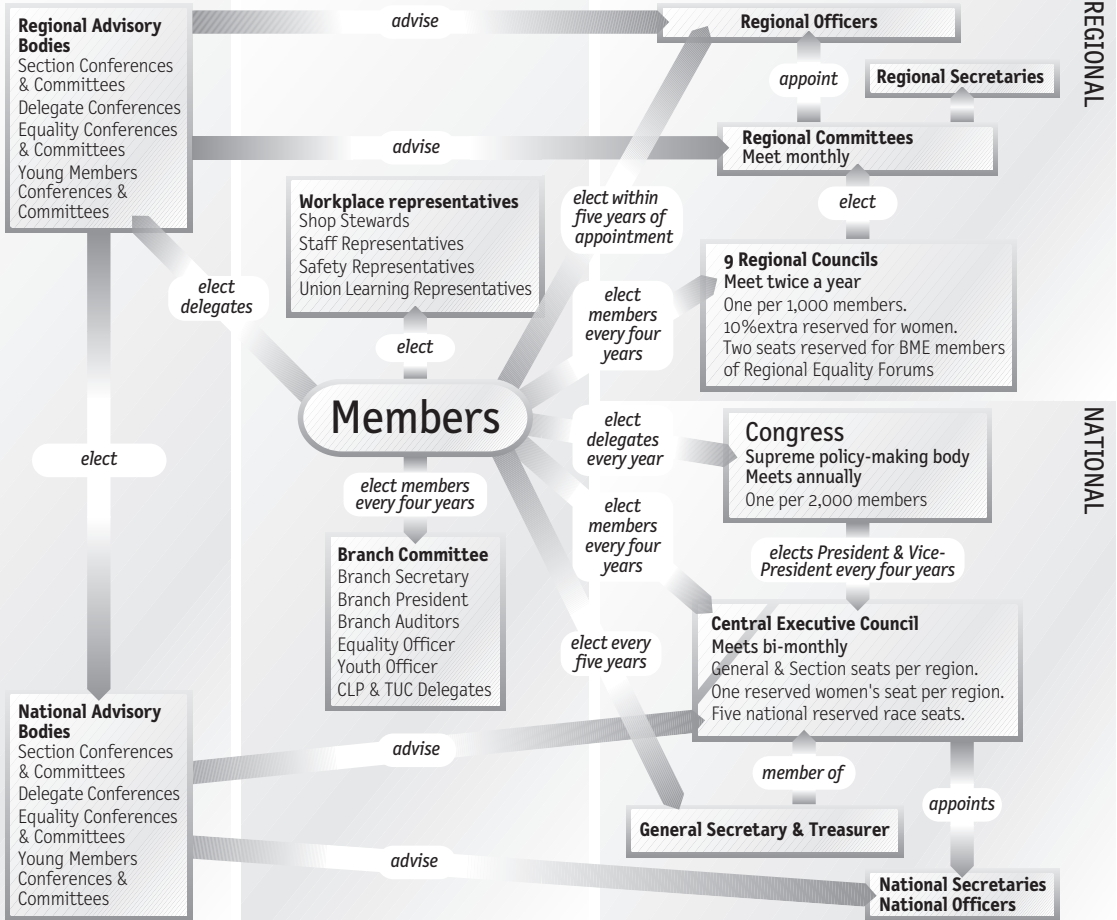 Regional Advisory
Bodies
Section Conferences
& Committees
Delegate Conferences
Equality Conferences
& Committees
Young Members
Conferences &
Committees
advise
Regional Officers
REGIONAL
appoint
Regional Secretaries
advise
Regional Committees
Meet monthly
Workplace representatives
Shop Stewards
Staff Representatives
Safety Representatives
Union Learning Representatives
elect within
five years of
appointment
elect
9 Regional Councils
Meet twice a year
One per 1,000 members.
10%extra reserved for women.
Two seats reserved for BME members
of Regional Equality Forums
elect
delegates
elect
members
every four
years
elect
Members
elect
elect
delegates
every year
Congress
Supreme policy-making body
Meets annually
One per 2,000 members
NATIONAL
elect members
every four years
elect
members
every four
years
elects President & Vice-
President every four years
Branch Committee
Branch Secretary
Branch President
Branch Auditors
Equality Officer
Youth Officer
CLP & TUC Delegates
elect every
five years
Central Executive Council
Meets bi-monthly
General & Section seats per region.
One reserved women's seat per region.
Five national reserved race seats.
National Advisory
Bodies
Section Conferences
& Committees
Delegate Conferences
Equality Conferences
& Committees
Young Members
Conferences &
Committees
advise
member of
appoints
General Secretary & Treasurer
advise
National Secretaries
National Officers